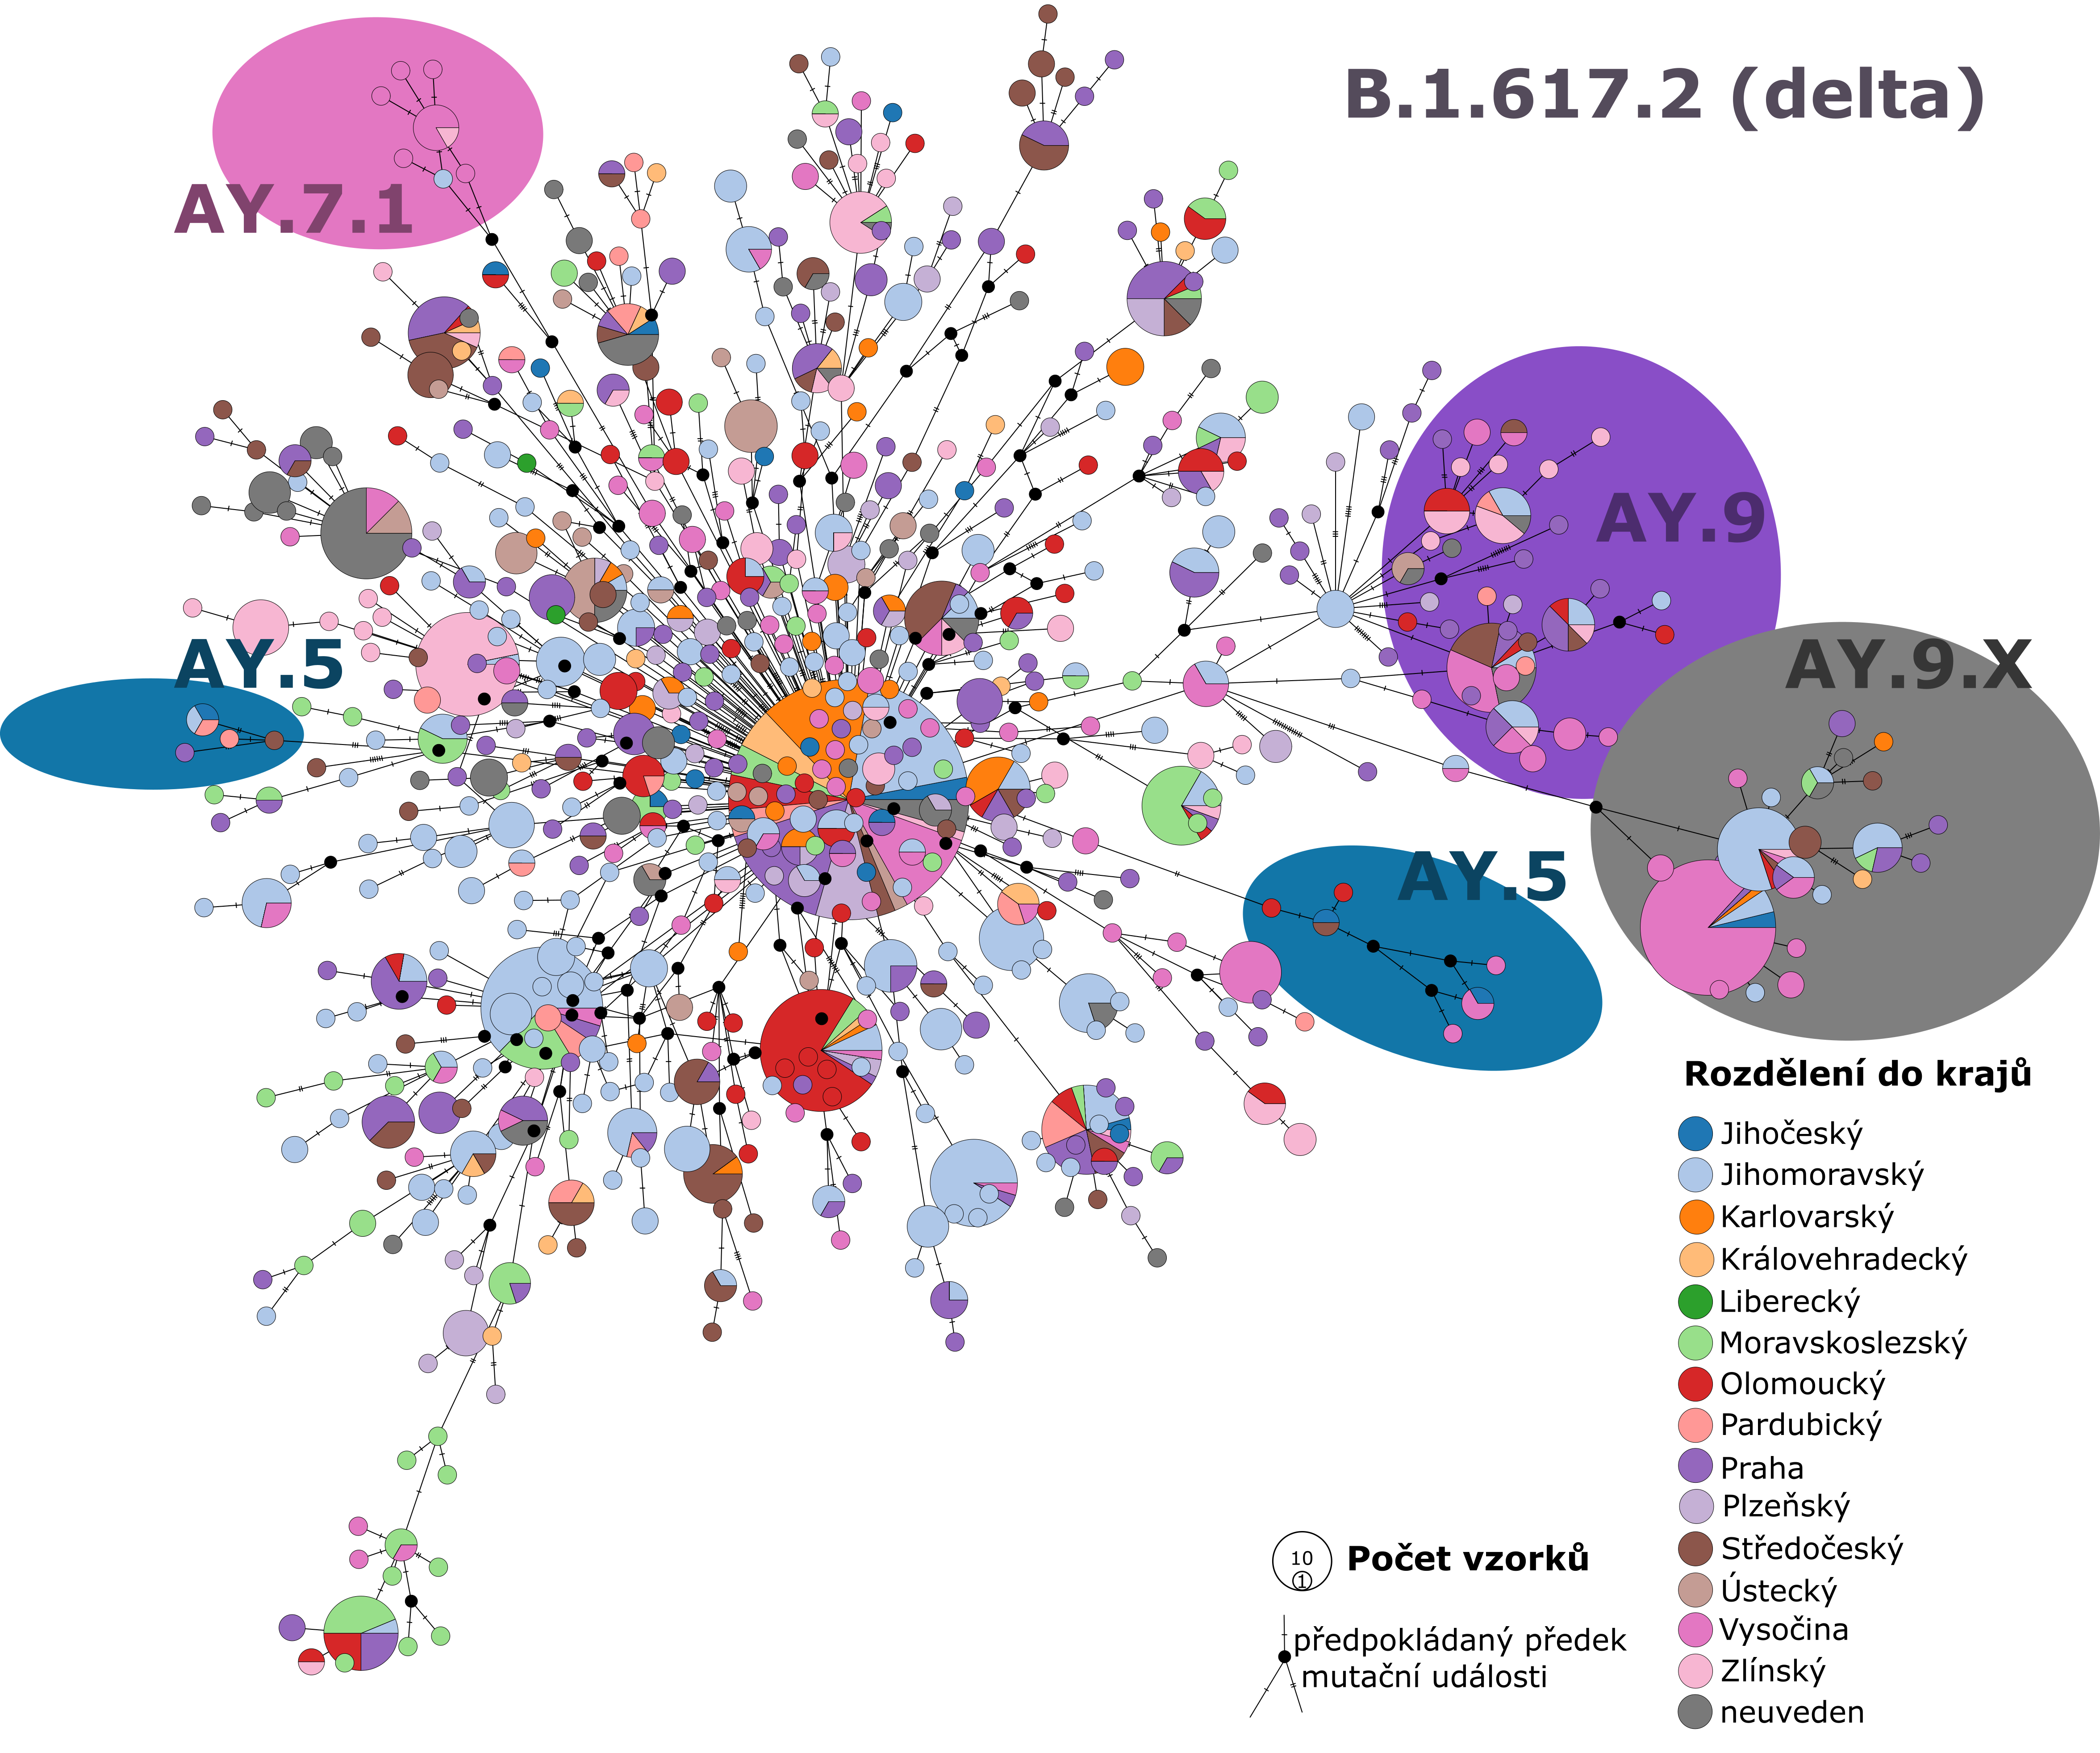 B.1.617.2 (delta)
AY.7.1
AY.9
AY.5
AY.9.X
AY.5
Rozdělení do krajů
Jihočeský
Jihomoravský
Karlovarský
Královehradecký
Liberecký
Moravskoslezský
Olomoucký
Pardubický
Praha
Plzeňský
Středočeský
Ústecký
Vysočina
Zlínský
neuveden
10
1
Počet vzorků
předpokládaný předek
mutační události